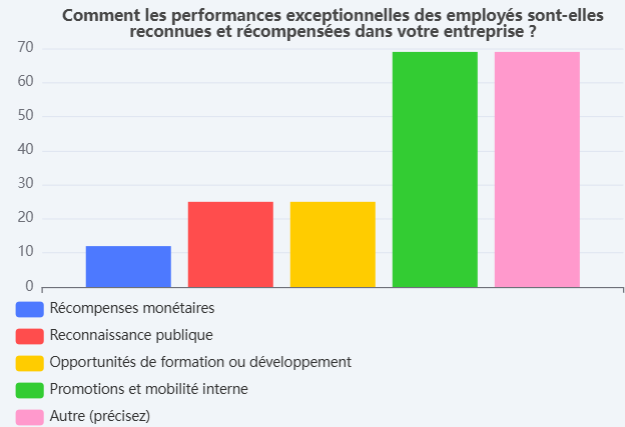 Comment les performances exceptionnelles des employés sont-elles
reconnues et récompensées dans votre entreprise ?
70
60
50
40
30
20
10
0
Récompenses monétaires
Reconnaissance publique
Opportunités de formation ou développement
Promotions et mobilité interne
Autre (précisez)